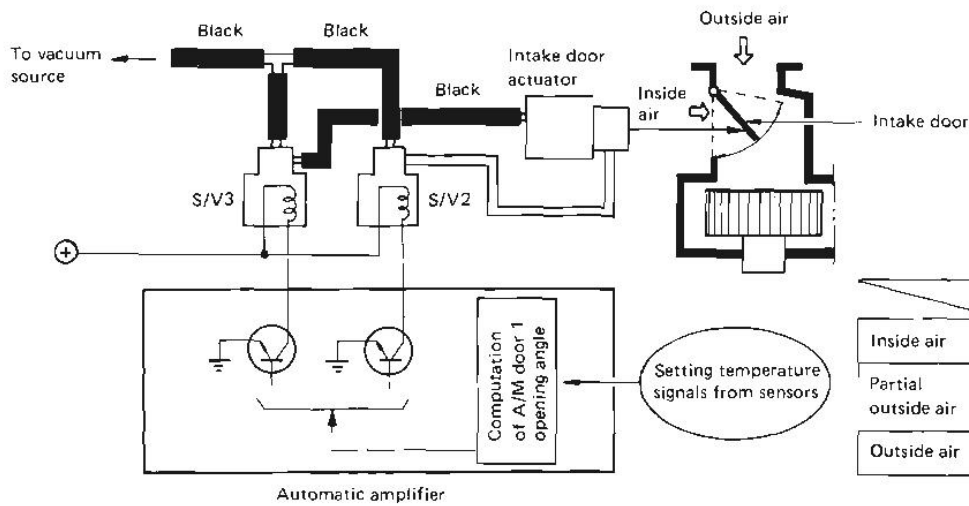 Outside air
Black
Black
To vacuum
source
Intake door
actuator
Black
Inside
air
Intake door
S/V3
S/V2
Computation
of A/M door 1
opening angle
Setting temperature
signals from sensors
Inside air
Partial
outside air
Outside air
Automatic amplifier